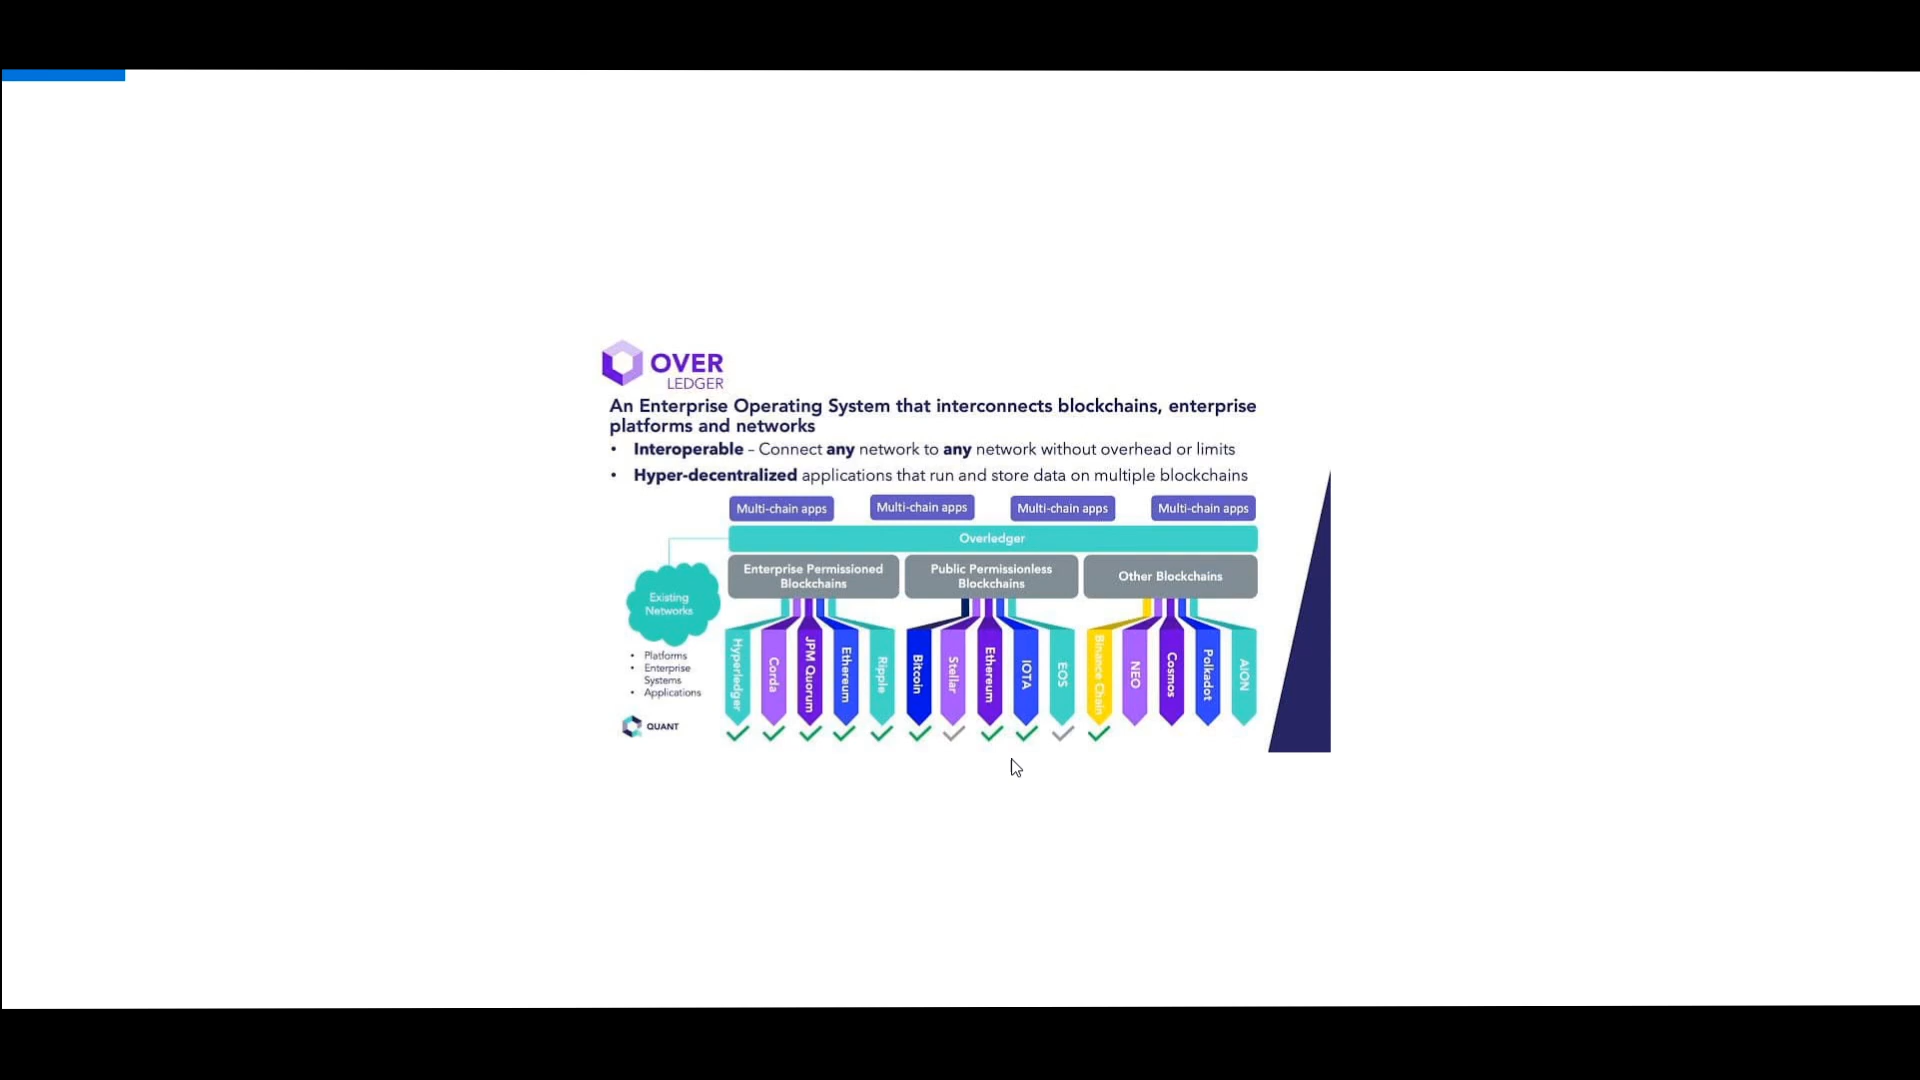 OVER
LEDGER
An Enterprise Operating System that interconnects blockchains, enterprise
platforms and networks
• Interoperable – Connect any network to any network without overhead or limits
• Hyper-decentralized applications that run and store data on multiple blockchains
Multi-chain apps
Multi-chain apps
Multi-chain apps
Multi-chain apps
Overledger
Enterprise Permissioned
Blockchains
Public Permissionless
Blockchains
Other Blockchains
Existing
Networks
• Platforms
• Enterprise
Systems
• Applications
Hyperledger
Corda
JPM Quorum
Ethereum
Ripple
Bitcoin
Stellar
Ethereum
IOTA
EOS
Binance Chain
NEO
Cosmos
Polkadot
AION
QUANT